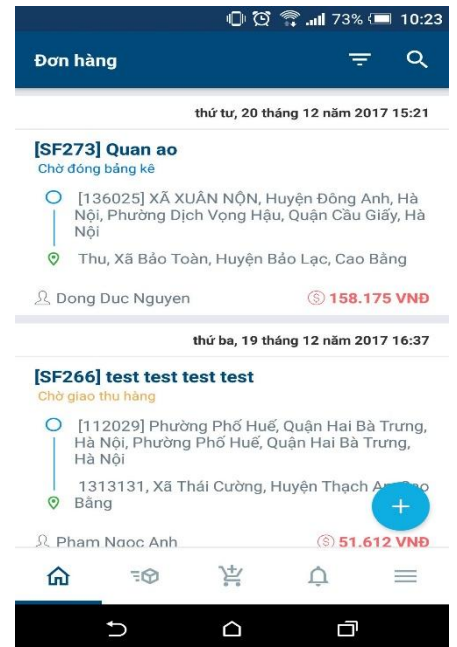 73% 10:23
Đơn hàng
thứ tư, 20 tháng 12 năm 2017 15:21
[SF273] Quan ao
Chờ đóng bảng kê
[136025] XÃ XUÂN NỘN, Huyện Đông Anh, Hà
Nội, Phường Dịch Vọng Hậu, Quận Cầu Giấy, Hà
Nội
Thu, Xã Bảo Toàn, Huyện Bảo Lạc, Cao Bằng
Dong Duc Nguyen
158.175 VNĐ
thứ ba, 19 tháng 12 năm 2017 16:37
[SF266] test test test test
Chờ giao thu hàng
[112029] Phường Phố Huế, Quận Hai Bà Trưng,
Hà Nội, Phường Phố Huế, Quận Hai Bà Trưng,
Hà Nội
1313131, Xã Thái Cường, Huyện Thạch
Bằng
Pham Ngoc Anh
51.612 VNĐ